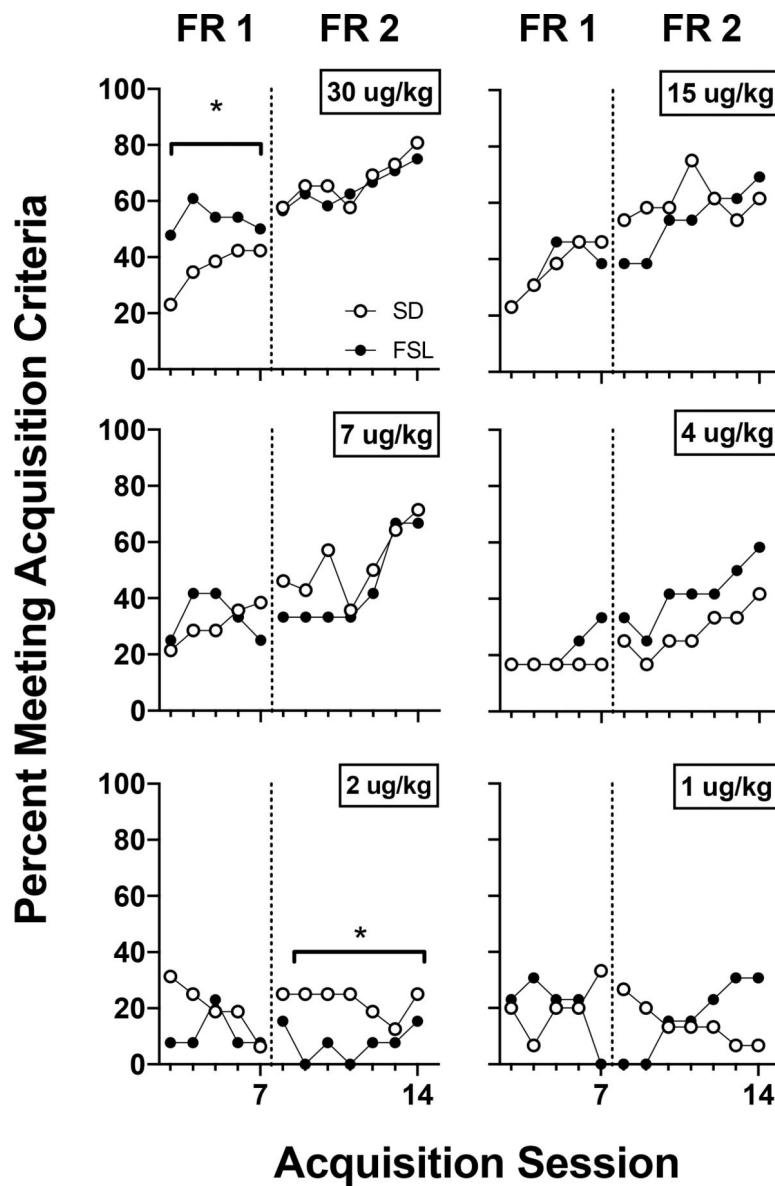 FR 1 FR 2 FR 1 FR 2
Percent Meeting Acquisition Criteria
100
80
60
40
20
0
*
30 ug/kg
SD
FSL
15 ug/kg
100
80
60
40
20
0
7 ug/kg
4 ug/kg
100
80
60
40
20
0
2 ug/kg
*
1 ug/kg
7 14 7 14
Acquisition Session